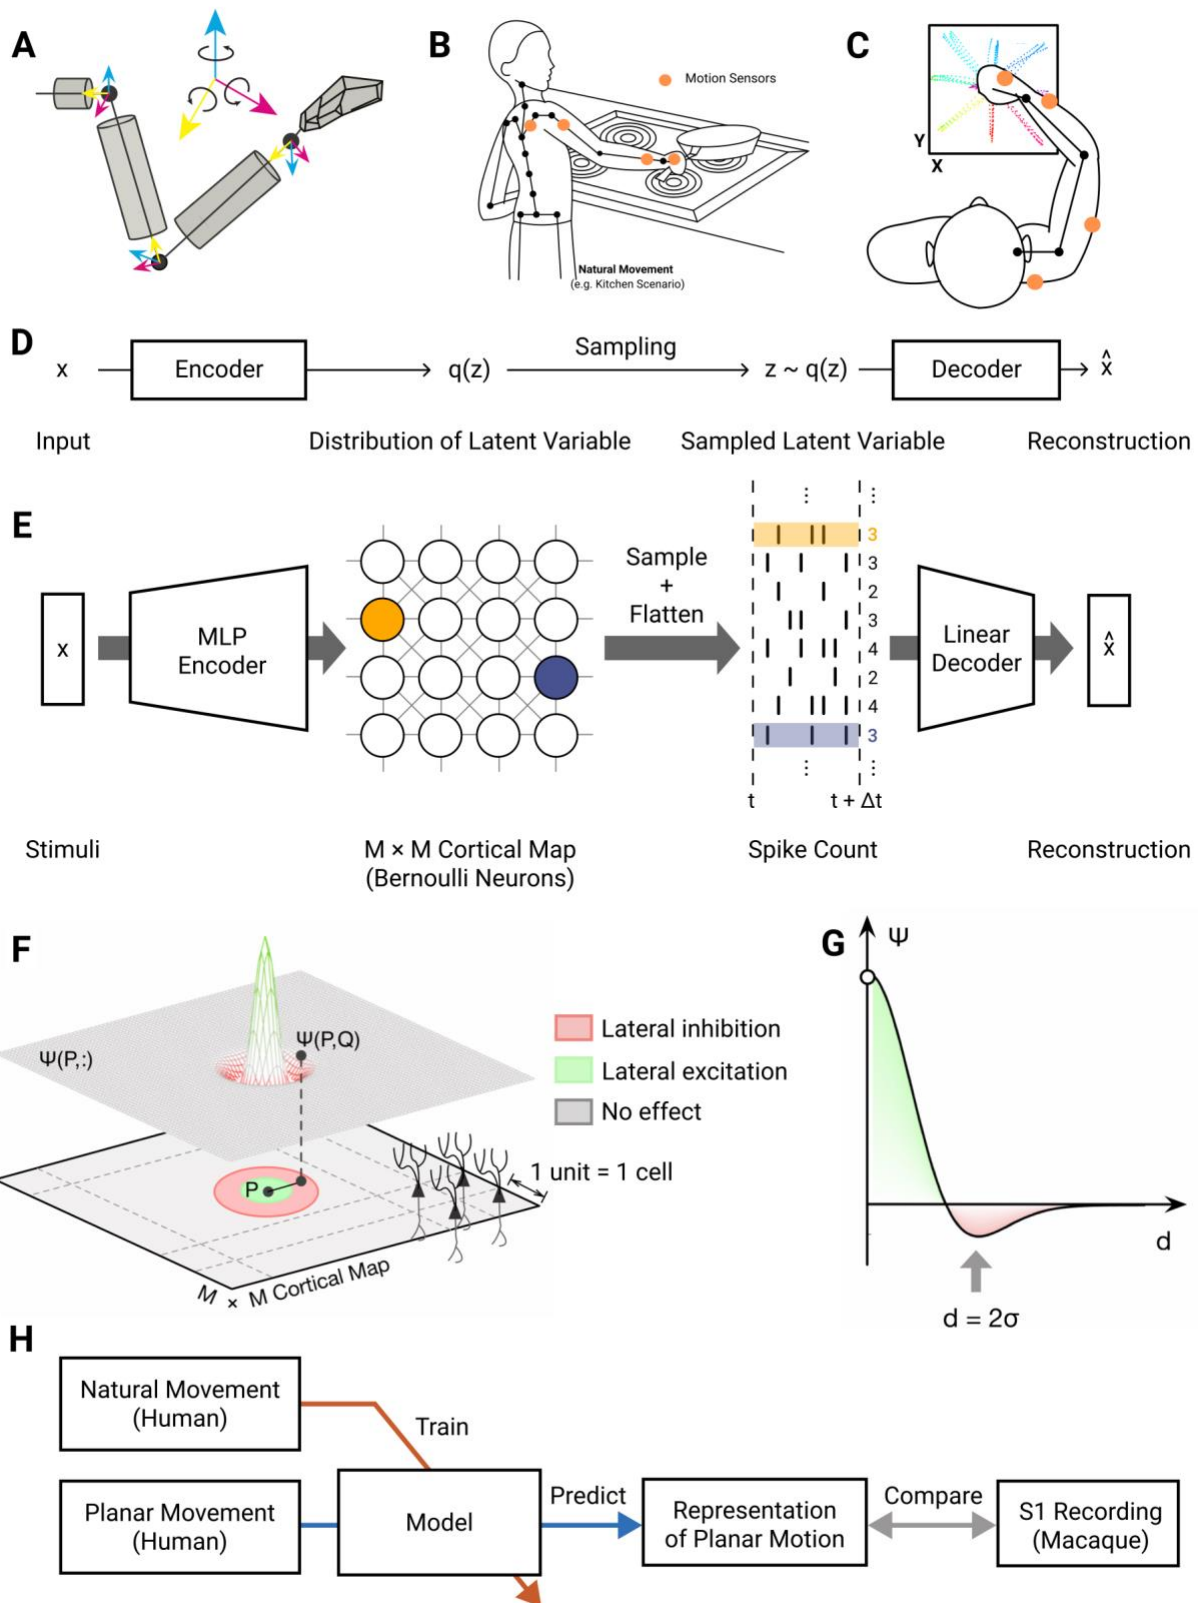 A
B
Motion Sensors
Natural Movement
(e.g. Kitchen Scenario)
C
Y
X
D
x
Encoder
q(z)
Sampling
z ~ q(z)
Decoder
x̂
Input
Distribution of Latent Variable
Sampled Latent Variable
Reconstruction
E
x
MLP
Encoder
Sample
+
Flatten
⋮
⋮
3
3
2
3
4
2
4
3
⋮
⋮
t
t + Δt
Linear
Decoder
x̂
Stimuli
M × M Cortical Map
(Bernoulli Neurons)
Spike Count
Reconstruction
F
Ψ(P,:)
Ψ(P,Q)
P
M × M Cortical Map
1 unit = 1 cell
Lateral inhibition
Lateral excitation
No effect
G
Ψ
d
d = 2σ
H
Natural Movement
(Human)
Train
Planar Movement
(Human)
Model
Predict
Representation
of Planar Motion
Compare
S1 Recording
(Macaque)